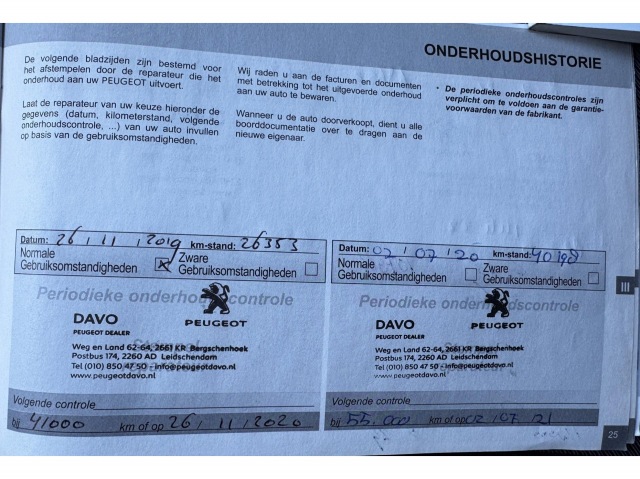 ONDERHOUDSHISTORIE
De volgende bladzijden zijn bestemd voor
het afstempelen door de reparateur die het
onderhoud aan uw PEUGEOT uitvoert.
Laat de reparateur van uw keuze hieronder de
gegevens (datum, kilometerstand, volgende
onderhoudscontrole, ...) van uw auto invullen
op basis van de gebruiksomstandigheden.
Wij raden u aan de facturen en documenten
met betrekking tot het uitgevoerde onderhoud
aan uw auto te bewaren.
Wanneer u de auto doorverkoopt, dient u alle
boorddocumentatie over te dragen aan de
nieuwe eigenaar.
• De periodieke onderhoudscontroles zijn
verplicht om te voldoen aan de garantie-
voorwaarden van de fabrikant.
Datum: 26 / 11 / 2019 km-stand: 26353
Normale
Gebruiksomstandigheden
Zware
Gebruiksomstandigheden
Periodieke onderhoudscontrole
DAVO
PEUGEOT DEALER
PEUGEOT
Weg en Land 62-64, 2661 KR Bergschenhoek
Postbus 174, 2260 AD Leidschendam
Tel (010) 850 47 50 - info@peugeotdavo.nl
www.peugeotdavo.nl
Volgende controle
bij 41000 km of op 26 / 11 / 2020
Datum: 07 / 07 / 20 km-stand:
Normale
Gebruiksomstandigheden
Zware
Gebruiksomstandigheden
Periodieke onderhoudscontrole
DAVO
PEUGEOT DEALER
PEUGEOT
Weg en Land 62-64, 2661 KR Bergschenhoek
Postbus 174, 2260 AD Leidschendam
Tel (010) 850 47 50 - info@peugeotdavo.nl
www.peugeotdavo.nl
Volgende controle
bij 55.000 km of op / 07 / 21
III
25